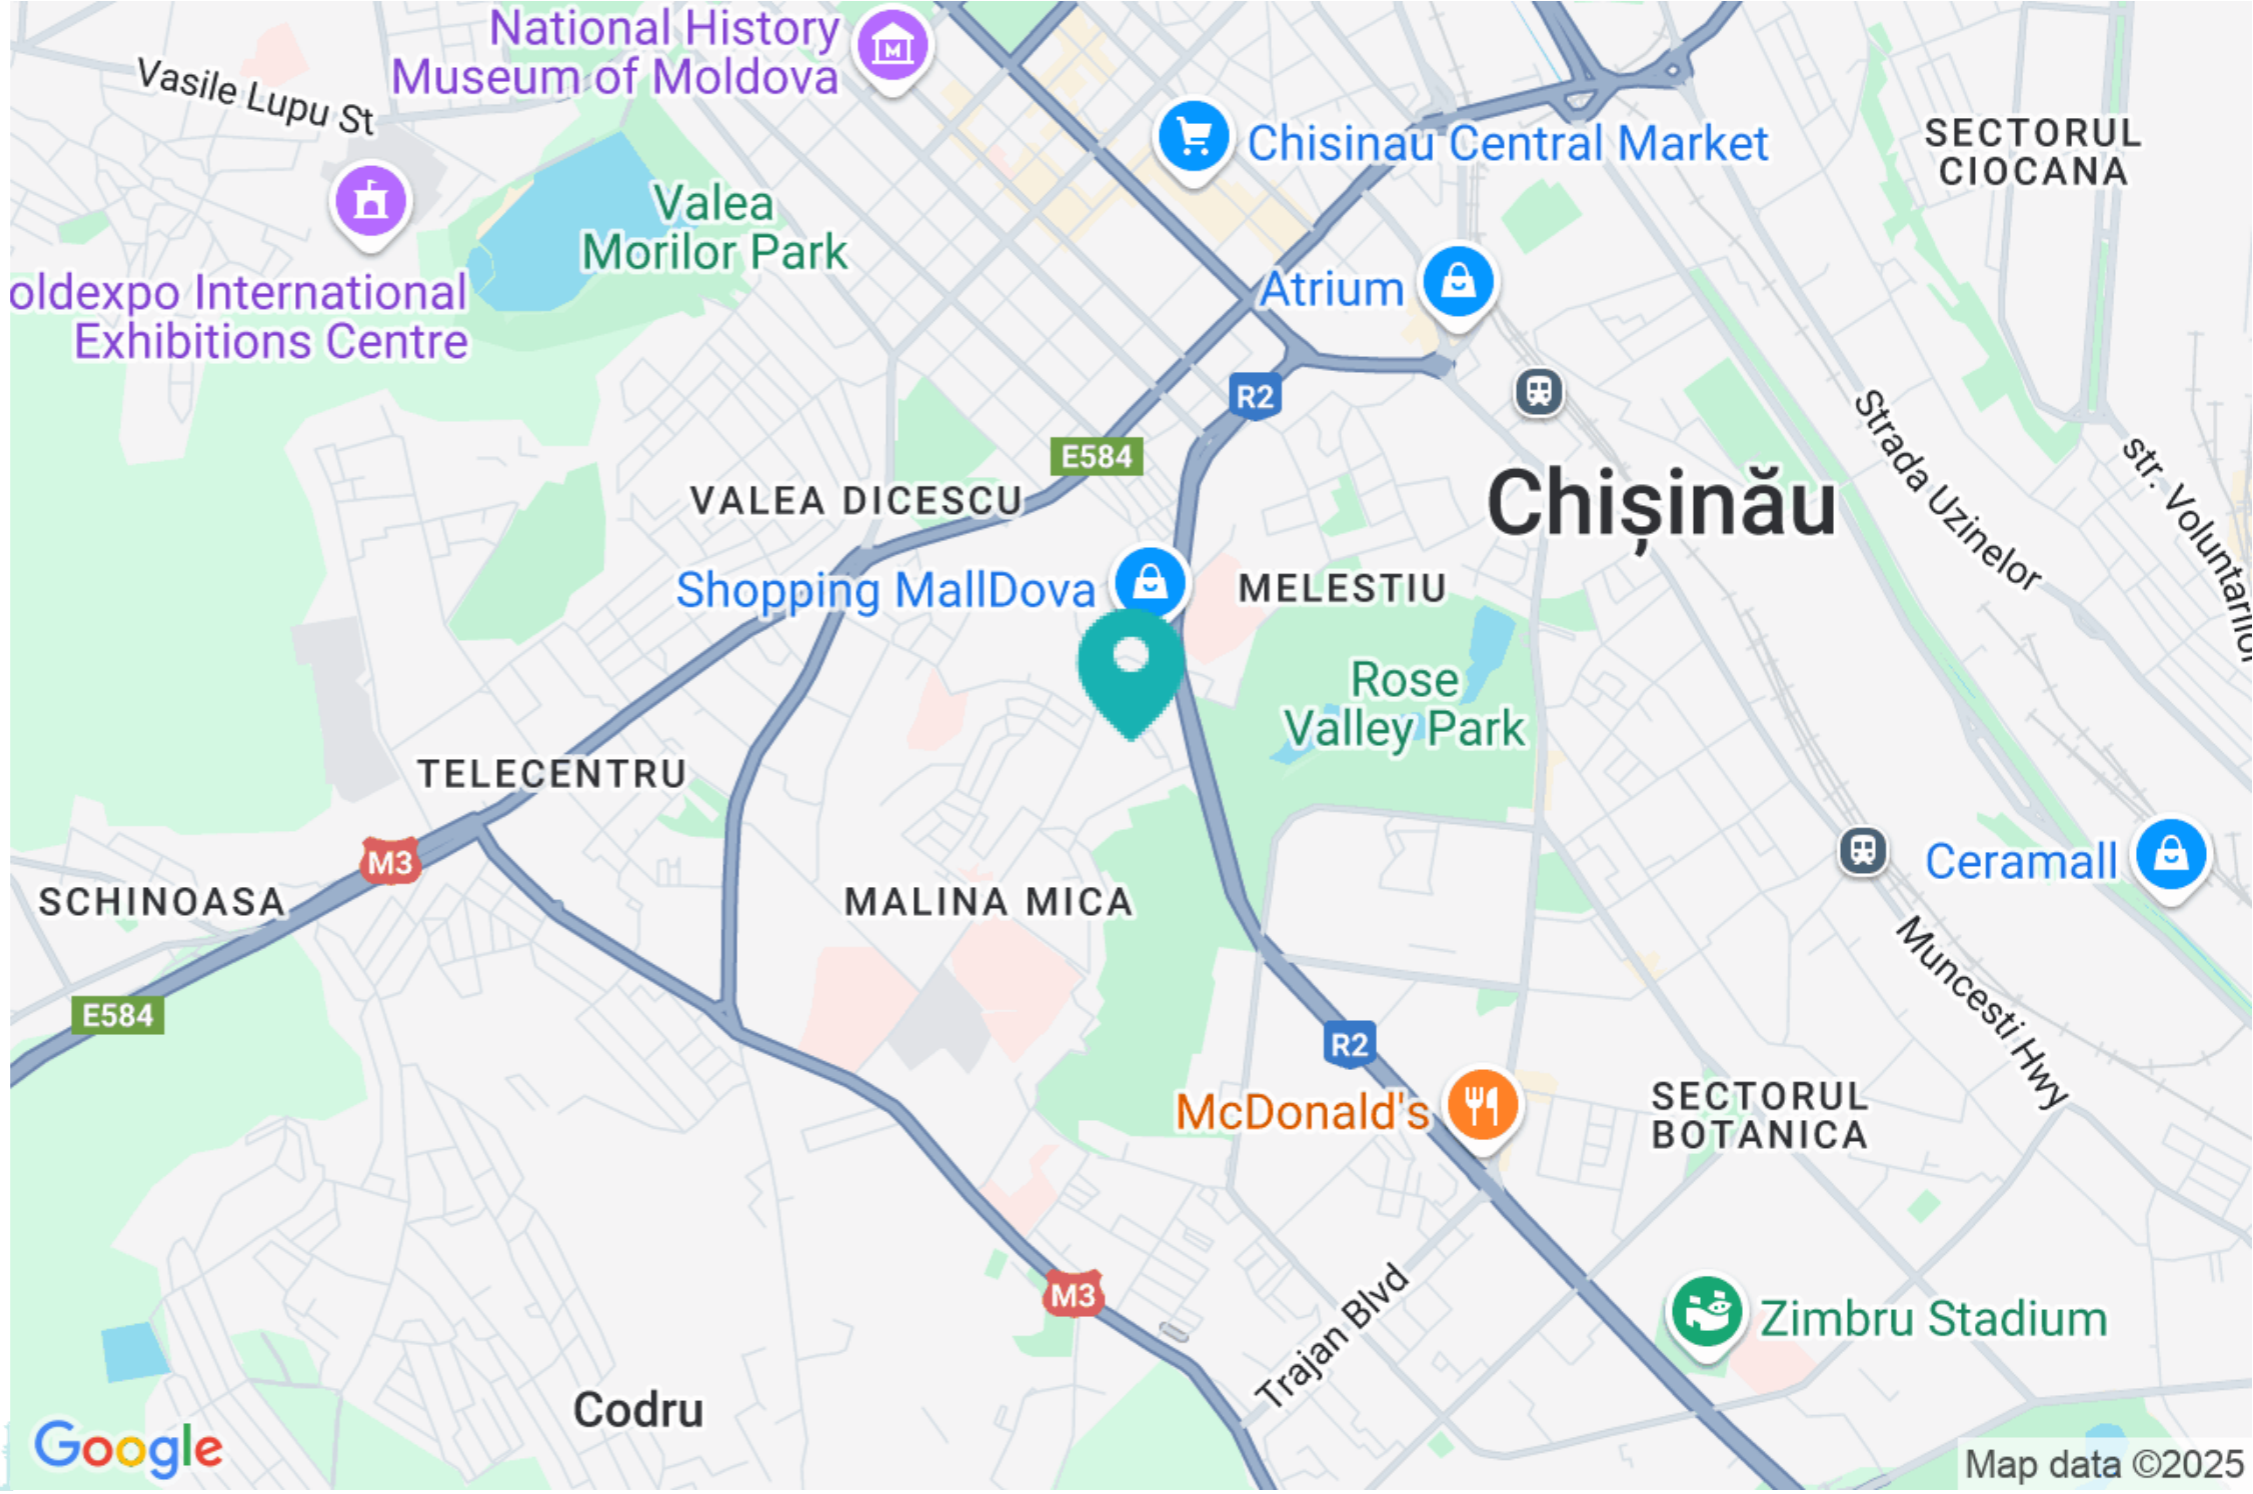 National History
Museum of Moldova
Vasile Lupu St
Chisinau Central Market
SECTORUL
CIOCANA
Valea
Morilor Park
oldexpo International
Exhibitions Centre
Atrium
R2
Strada Uzinelor
E584
str. Voluntarilor
VALEA DICESCU
Chișinău
Shopping MallDova
MELESTIU
Rose
Valley Park
TELECENTRU
M3
Ceramall
SCHINOASA
MALINA MICA
Muncesti Hwy
E584
R2
McDonald's
SECTORUL
BOTANICA
M3
Trajan Blvd
Zimbru Stadium
Codru
Google
Map data ©2025